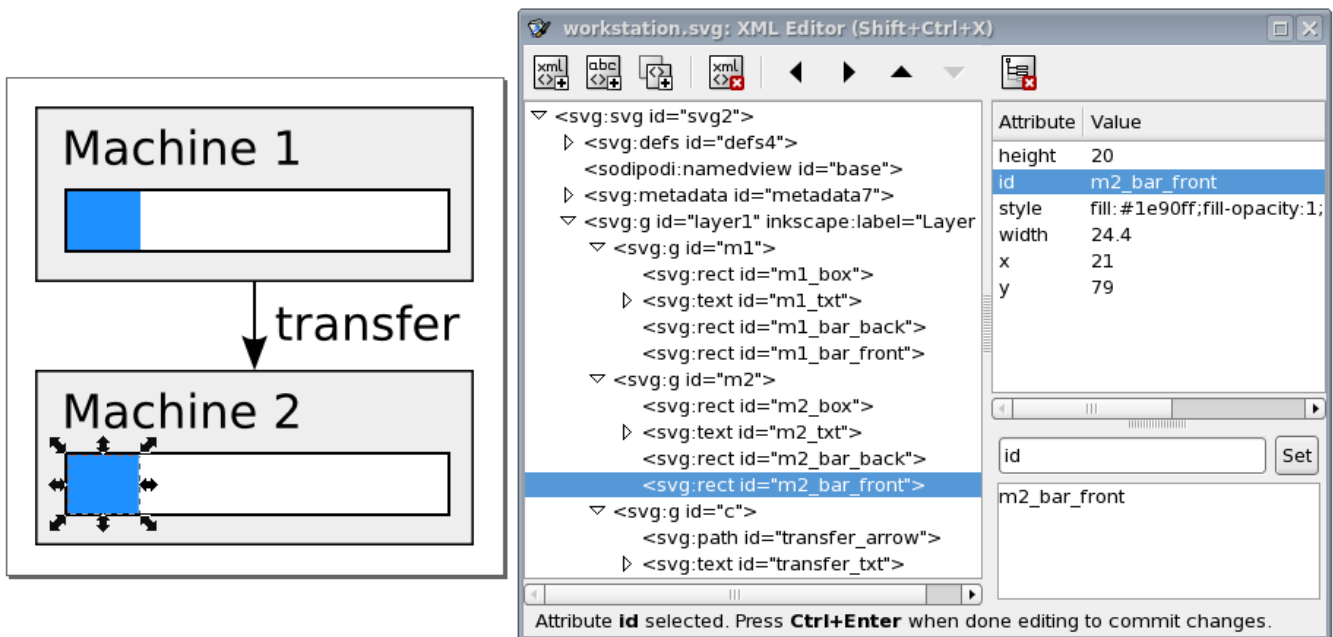 Machine 1
transfer
Machine 2
workstation.svg: XML Editor (Shift+Ctrl+X)
xml
abc
xml
<svg:svg id="svg2">
<svg:defs id="defs4">
<sodipodi:namedview id="base">
<svg:metadata id="metadata7">
<svg:g id="layer1" inkscape:label="Layer
<svg:g id="m1">
<svg:rect id="m1_box">
<svg:text id="m1_txt">
<svg:rect id="m1_bar_back">
<svg:rect id="m1_bar_front">
<svg:g id="m2">
<svg:rect id="m2_box">
<svg:text id="m2_txt">
<svg:rect id="m2_bar_back">
<svg:rect id="m2_bar_front">
<svg:g id="c">
<svg:path id="transfer_arrow">
<svg:text id="transfer_txt">
Attribute Value
height 20
id m2_bar_front
style fill:#1e90ff;fill-opacity:1;
width 24.4
x 21
y 79
id Set
m2_bar_front
Attribute id selected. Press Ctrl+Enter when done editing to commit changes.